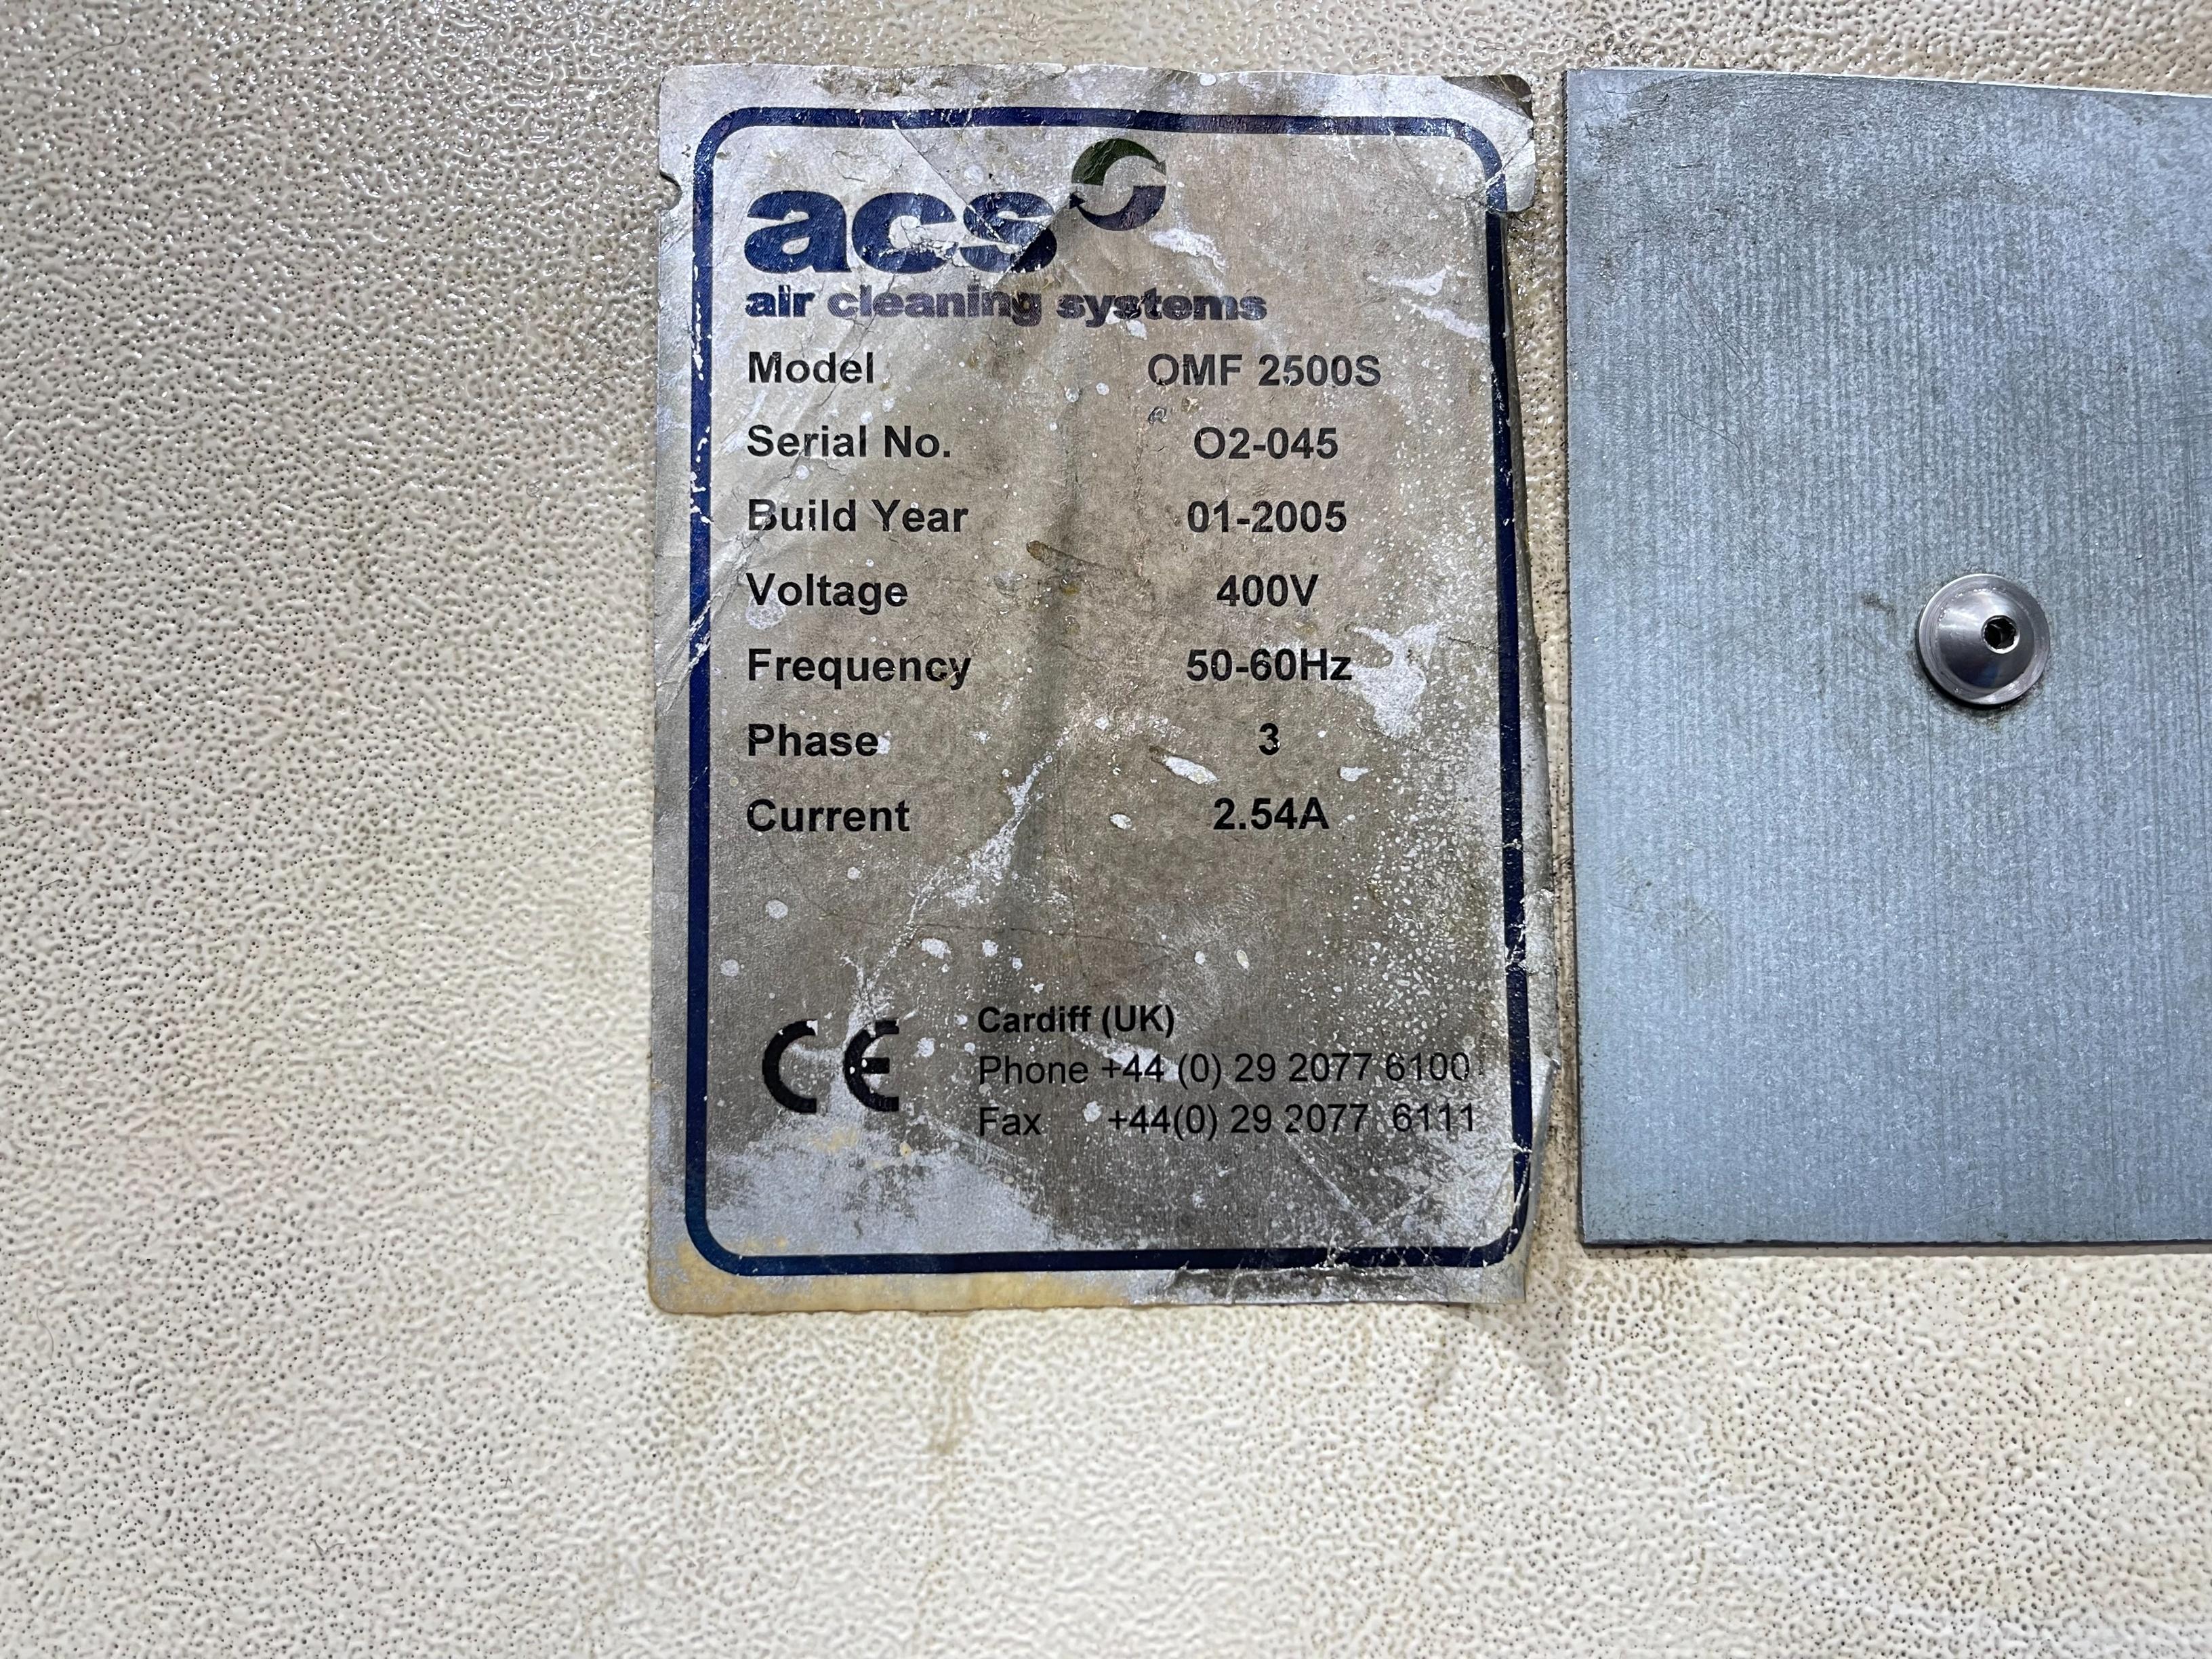 acs
air cleaning systems
Model OMF 2500S
Serial No. O2-045
Build Year 01-2005
Voltage 400V
Frequency 50-60Hz
Phase 3
Current 2.54A
CE
Cardiff (UK)
Phone +44 (0) 29 2077 6100
Fax +44(0) 29 2077 6111